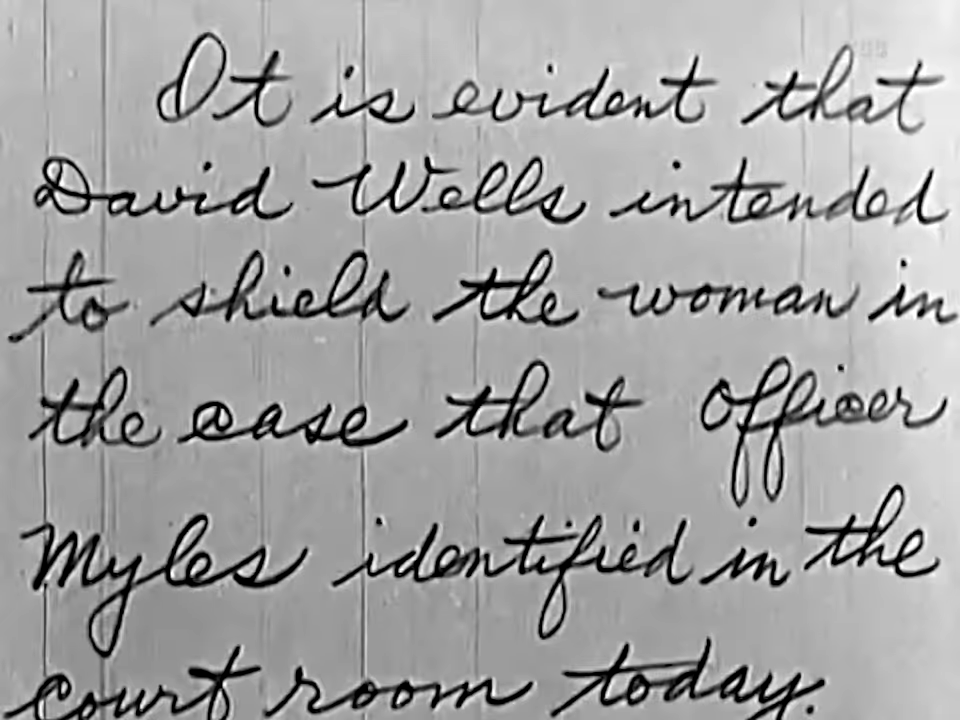 It is evident that
David Wells intended
to shield the woman in
the case that officer
Myles identified in the
court room today.